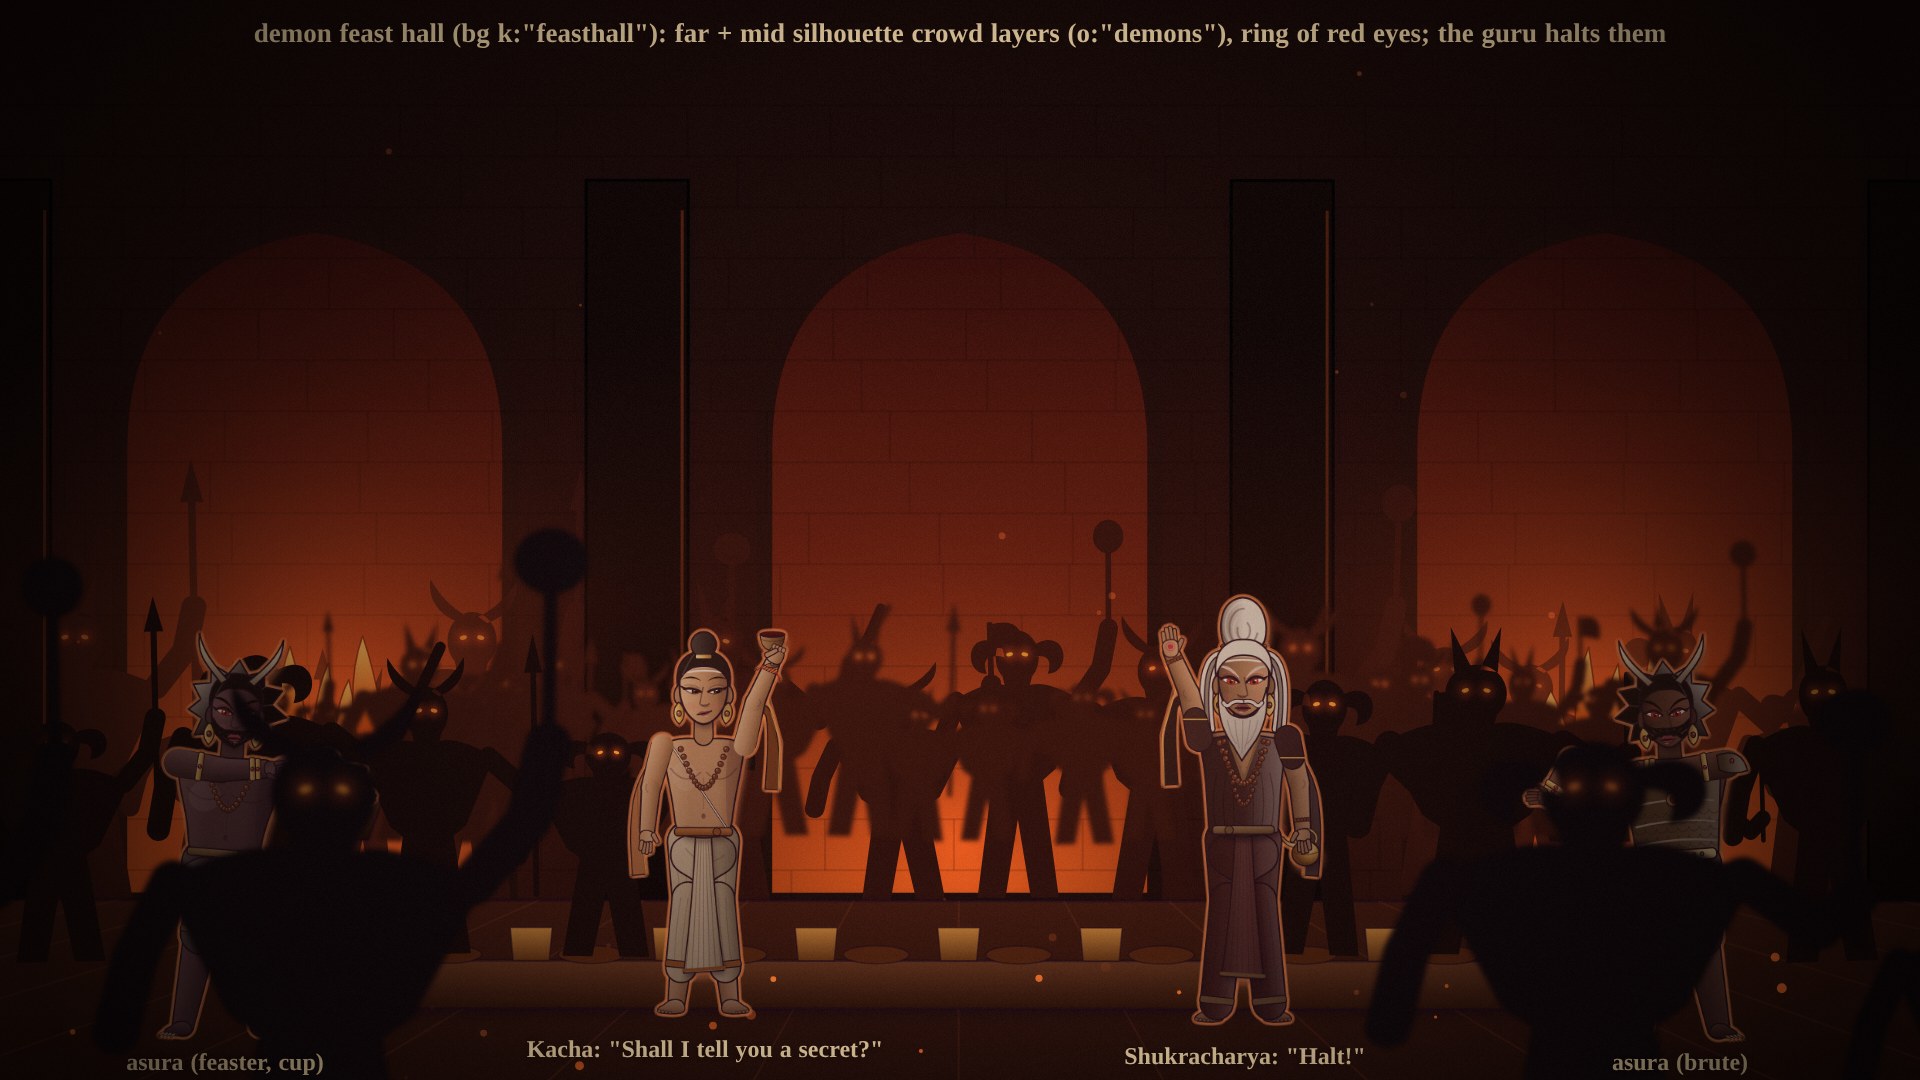 demon feast hall (bg k:"feasthall"): far + mid silhouette crowd layers (o:"demons"), ring of red eyes; the guru halts them
Kacha: "Shall I tell you a secret?"
Shukracharya: "Halt!"
asura (feaster, cup)
asura (brute)